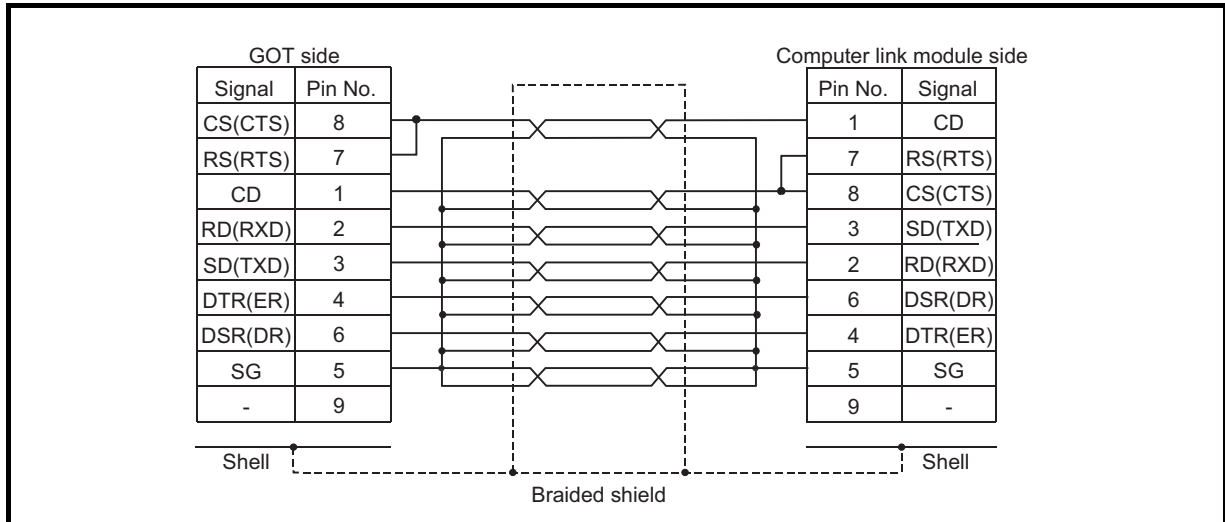 GOT side Computer link module side
Signal Pin No. Pin No. Signal
CS(CTS) 8 1 CD
RS(RTS) 7 7 RS(RTS)
CD 1 8 CS(CTS)
RD(RXD) 2 3 SD(TXD)
SD(TXD) 3 2 RD(RXD)
DTR(ER) 4 6 DSR(DR)
DSR(DR) 6 4 DTR(ER)
SG 5 5 SG
- 9 9 -
Shell Shell
Braided shield